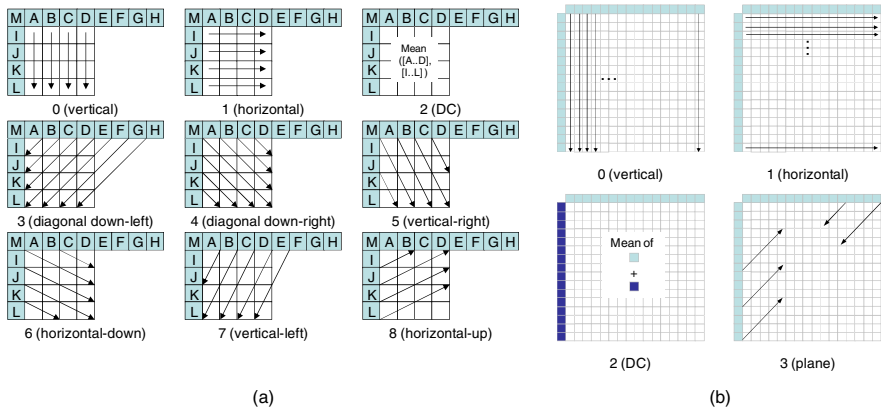 M A B C D E F G H
I
J
K
L
0 (vertical)
M A B C D E F G H
I
J
K
L
1 (horizontal)
M A B C D E F G H
I
J
K
L
Mean
([A..D],
[I..L])
2 (DC)
M A B C D E F G H
I
J
K
L
3 (diagonal down-left)
M A B C D E F G H
I
J
K
L
4 (diagonal down-right)
M A B C D E F G H
I
J
K
L
5 (vertical-right)
M A B C D E F G H
I
J
K
L
6 (horizontal-down)
M A B C D E F G H
I
J
K
L
7 (vertical-left)
M A B C D E F G H
I
J
K
L
8 (horizontal-up)
(a)
0 (vertical)
1 (horizontal)
Mean of
+
2 (DC)
3 (plane)
(b)